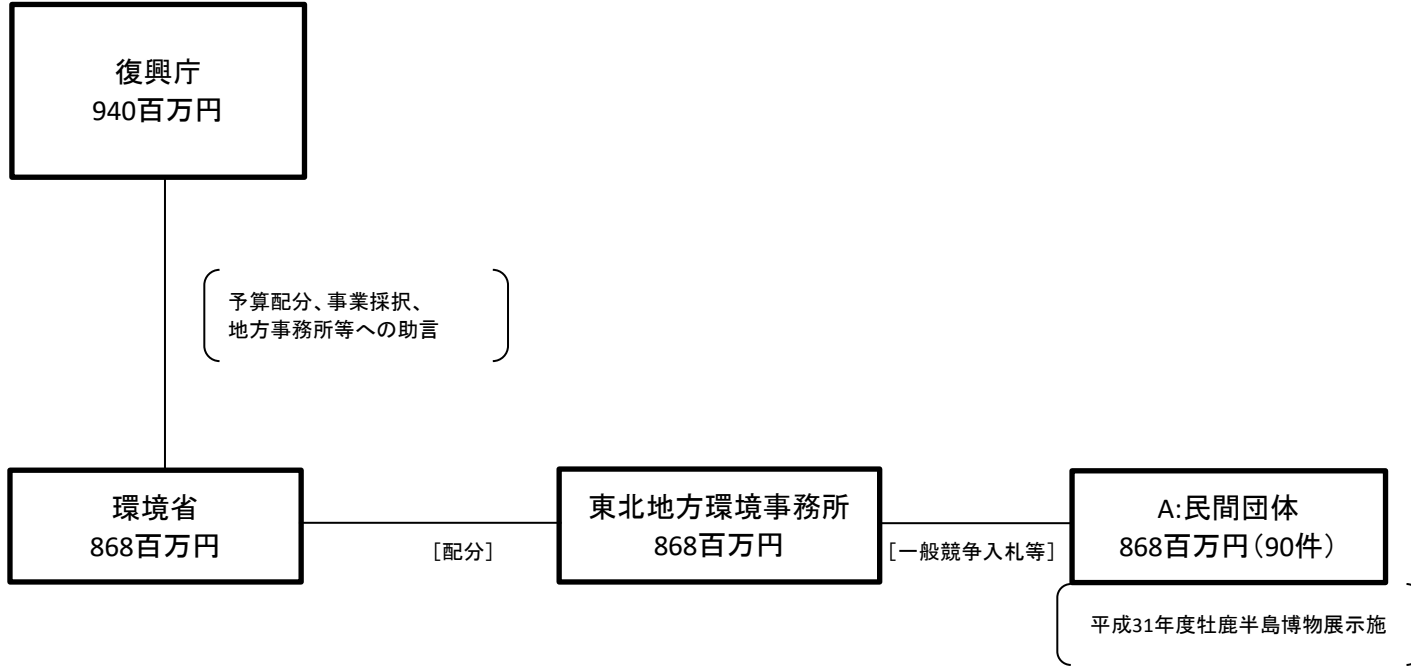 復興庁
940百万円
予算配分、事業採択、
地方事務所等への助言
環境省
868百万円
[配分]
東北地方環境事務所
868百万円
[一般競争入札等]
A:民間団体
868百万円(90件)
平成31年度牡鹿半島博物展示施